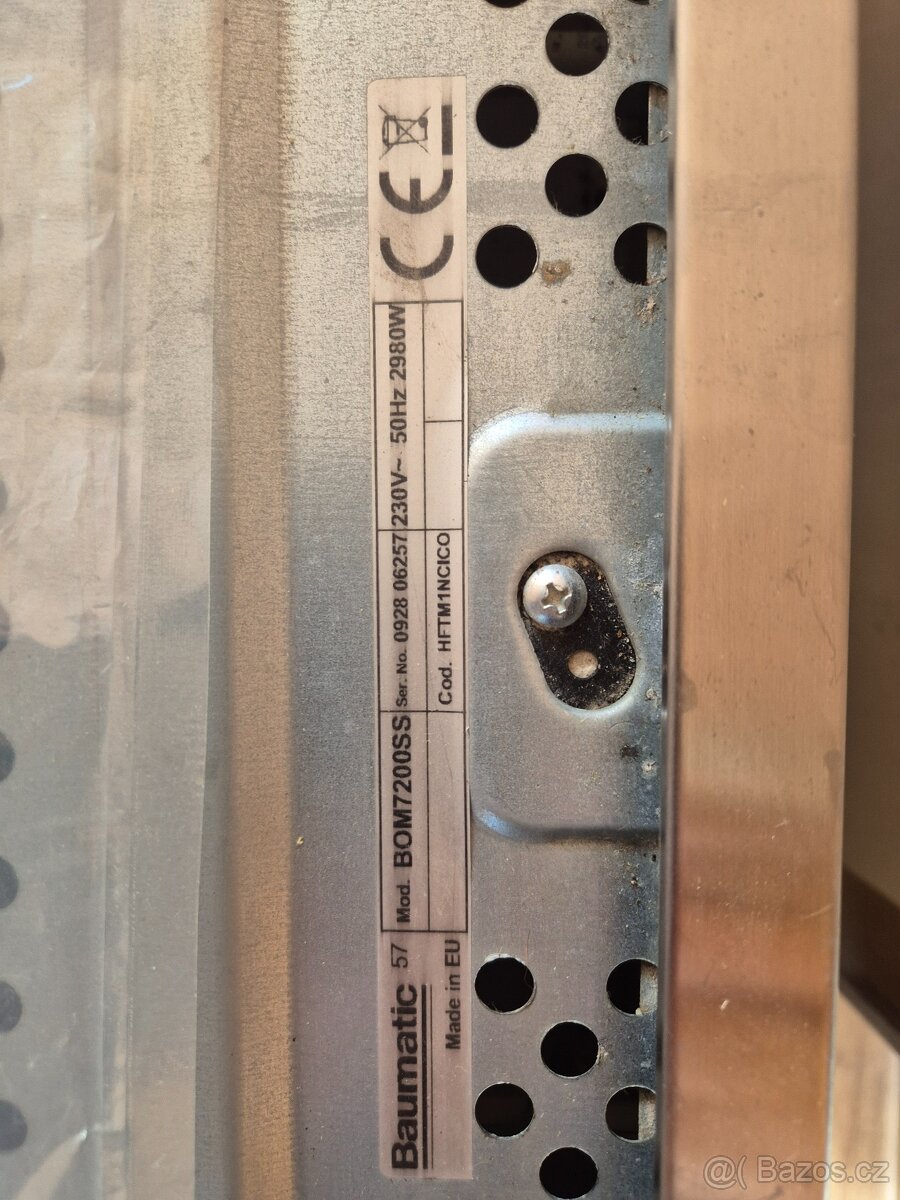 Baumatic 57
Made in EU
Mod. BOM7200SS
Ser. No. 0928 06257
230V~ 50Hz 2980W
Cod. HFTM1NCICO
CE
@( Bazos.cz